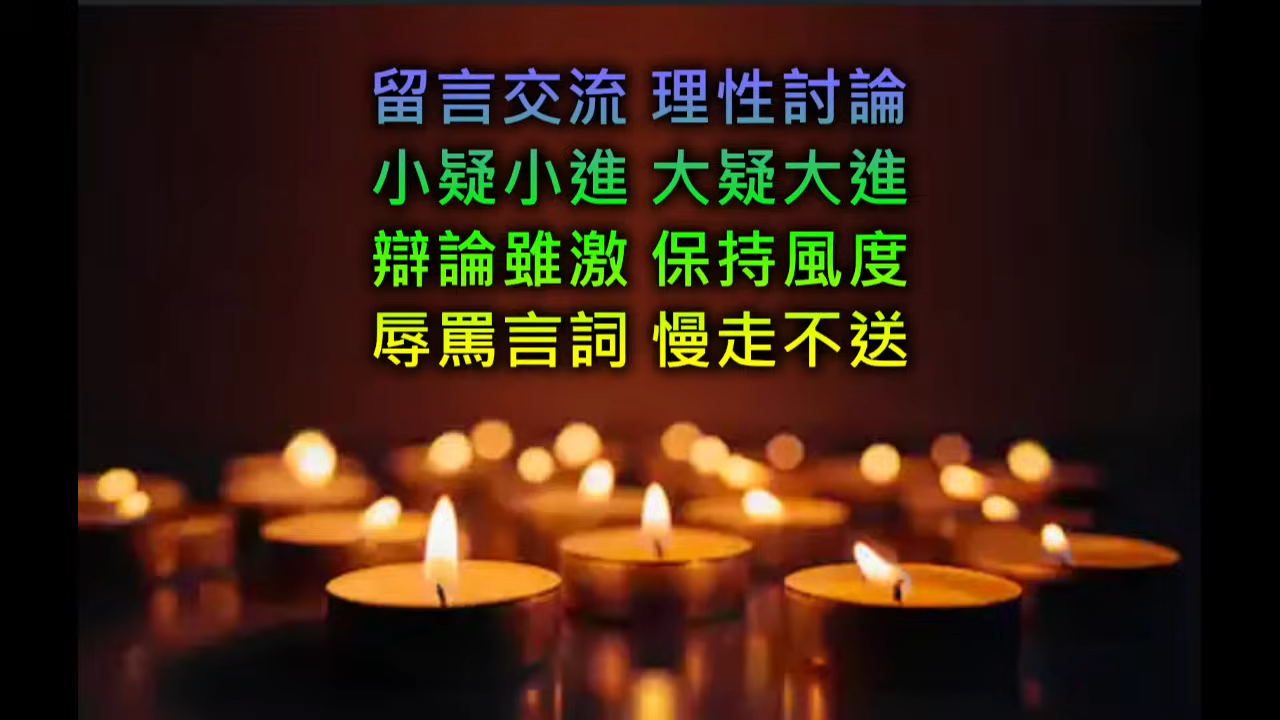 留言交流 理性討論
小疑小進 大疑大進
辯論雖激 保持風度
辱罵言詞 慢走不送